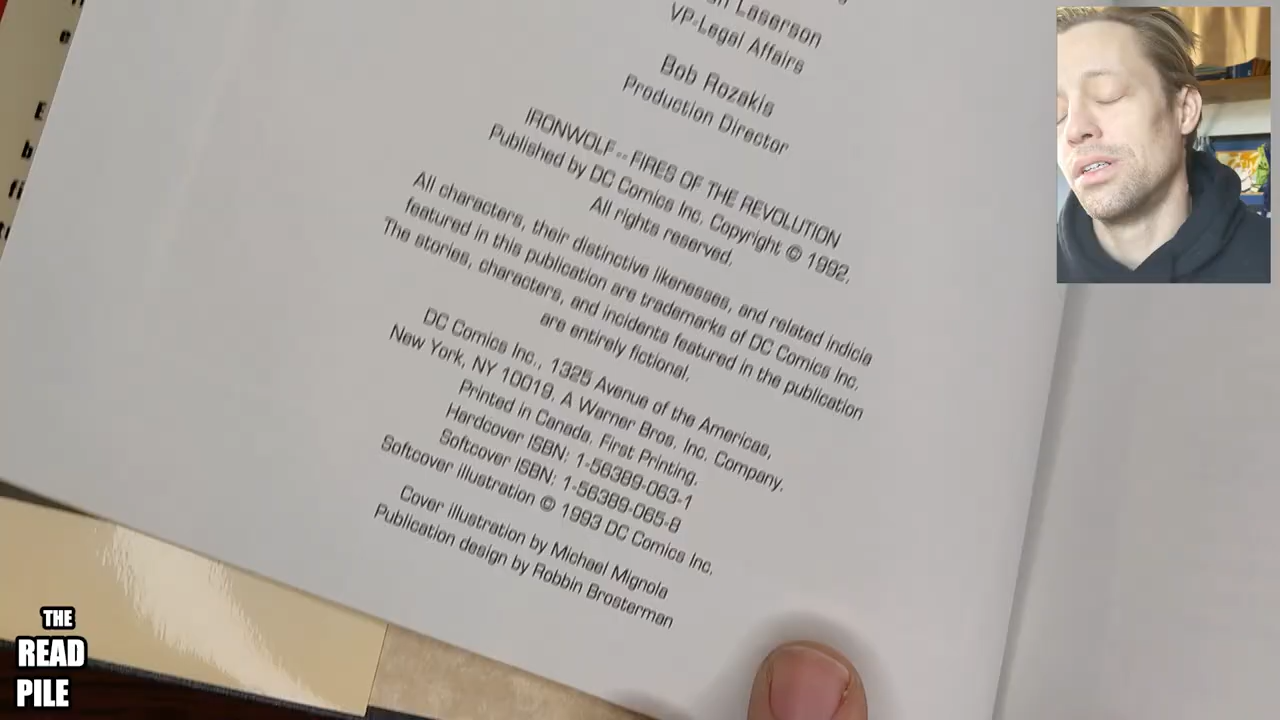 Laserson
VP-Legal Affairs
Bob Rozakis
Production Director
IRONWOLF -- FIRES OF THE REVOLUTION
Published by DC Comics Inc. Copyright © 1992.
All rights reserved.
All characters, their distinctive likenesses, and related indicia
featured in this publication are trademarks of DC Comics Inc.
The stories, characters, and incidents featured in the publication
are entirely fictional.
DC Comics Inc., 1325 Avenue of the Americas,
New York, NY 10019. A Warner Bros. Inc. Company.
Printed in Canada. First Printing.
Hardcover ISBN: 1-56389-063-1
Softcover ISBN: 1-56389-065-8
Softcover illustration © 1993 DC Comics Inc.
Cover illustration by Michael Mignola
Publication design by Robbin Brosterman
THE
READ
PILE